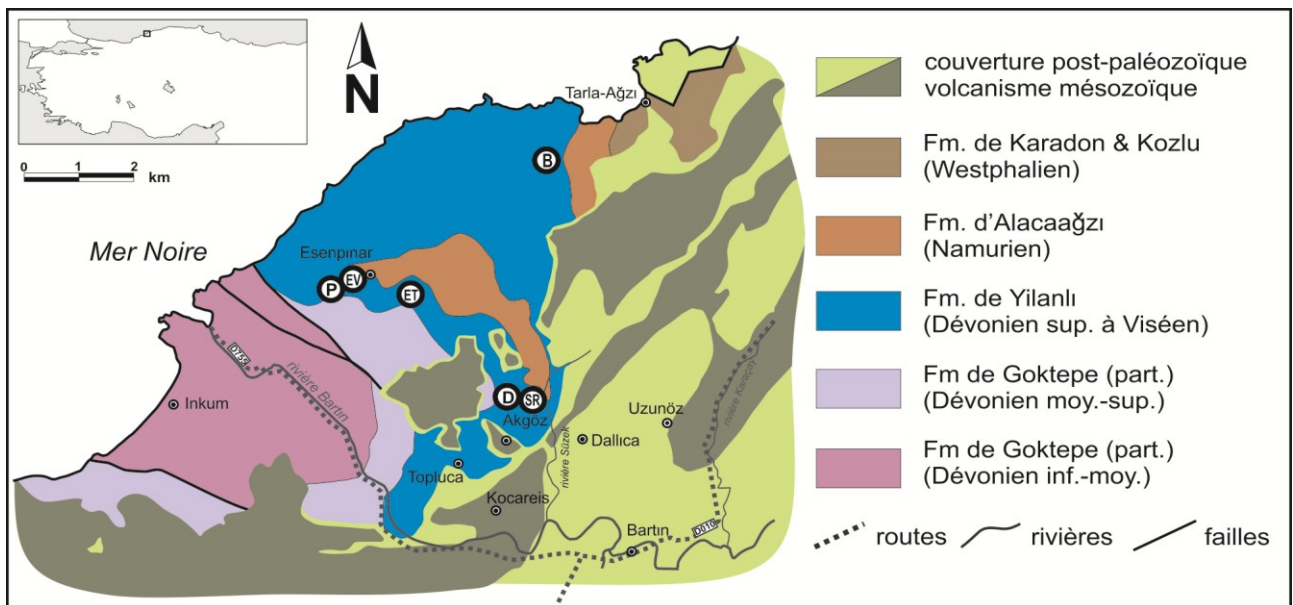 N
0 1 2
km
Mer Noire
Tarla-Ağzı
B
Esenpınar
P
EV
ET
D
SR
Akgöz
Inkum
rivière Bartın
D755
Topluca
Kocareis
Dallıca
Uzunöz
rivière Süzek
rivière Karaçay
Bartın
D010
couverture post-paléozoïque
volcanisme mésozoïque
Fm. de Karadon & Kozlu
(Westphalien)
Fm. d'Alacaağzı
(Namurien)
Fm. de Yilanlı
(Dévonien sup. à Viséen)
Fm de Goktepe (part.)
(Dévonien moy.-sup.)
Fm de Goktepe (part.)
(Dévonien inf.-moy.)
routes
rivières
failles